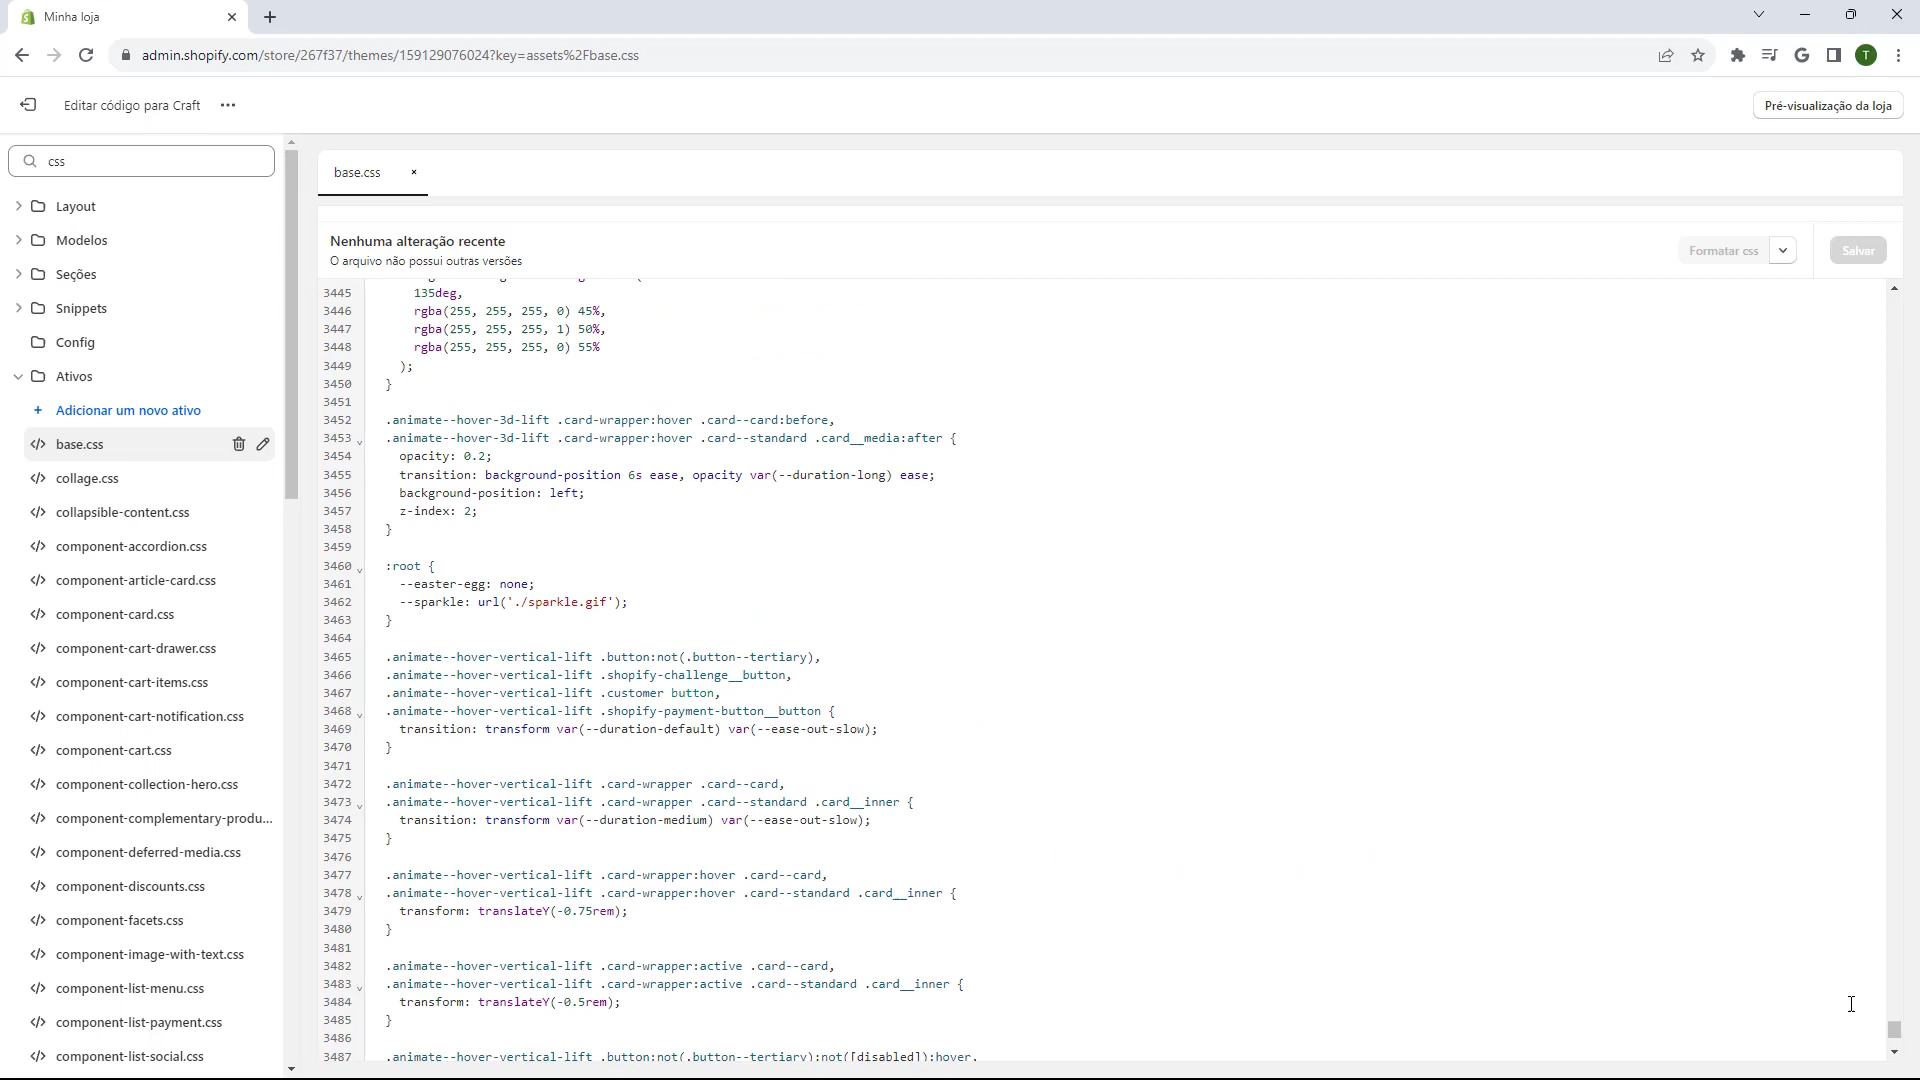 Minha loja
admin.shopify.com/store/267f37/themes/159129076024?key=assets%2Fbase.css
T
Editar código para Craft
Pré-visualização da loja
css
Layout
Modelos
Seções
Snippets
Config
Ativos
+ Adicionar um novo ativo
base.css
collage.css
collapsible-content.css
component-accordion.css
component-article-card.css
component-card.css
component-cart-drawer.css
component-cart-items.css
component-cart-notification.css
component-cart.css
component-collection-hero.css
component-complementary-produ...
component-deferred-media.css
component-discounts.css
component-facets.css
component-image-with-text.css
component-list-menu.css
component-list-payment.css
component-list-social.css
base.css
Nenhuma alteração recente
O arquivo não possui outras versões
Formatar css
Salvar
3445 135deg,
3446 rgba(255, 255, 255, 0) 45%,
3447 rgba(255, 255, 255, 1) 50%,
3448 rgba(255, 255, 255, 0) 55%
3449 );
3450 }
3451
3452 .animate--hover-3d-lift .card-wrapper:hover .card--card:before,
3453 .animate--hover-3d-lift .card-wrapper:hover .card--standard .card__media:after {
3454 opacity: 0.2;
3455 transition: background-position 6s ease, opacity var(--duration-long) ease;
3456 background-position: left;
3457 z-index: 2;
3458 }
3459
3460 :root {
3461 --easter-egg: none;
3462 --sparkle: url('./sparkle.gif');
3463 }
3464
3465 .animate--hover-vertical-lift .button:not(.button--tertiary),
3466 .animate--hover-vertical-lift .shopify-challenge__button,
3467 .animate--hover-vertical-lift .customer button,
3468 .animate--hover-vertical-lift .shopify-payment-button__button {
3469 transition: transform var(--duration-default) var(--ease-out-slow);
3470 }
3471
3472 .animate--hover-vertical-lift .card-wrapper .card--card,
3473 .animate--hover-vertical-lift .card-wrapper .card--standard .card__inner {
3474 transition: transform var(--duration-medium) var(--ease-out-slow);
3475 }
3476
3477 .animate--hover-vertical-lift .card-wrapper:hover .card--card,
3478 .animate--hover-vertical-lift .card-wrapper:hover .card--standard .card__inner {
3479 transform: translateY(-0.75rem);
3480 }
3481
3482 .animate--hover-vertical-lift .card-wrapper:active .card--card,
3483 .animate--hover-vertical-lift .card-wrapper:active .card--standard .card__inner {
3484 transform: translateY(-0.5rem);
3485 }
3486
3487 .animate--hover-vertical-lift .button:not(.button--tertiary):not([disabled]):hover,